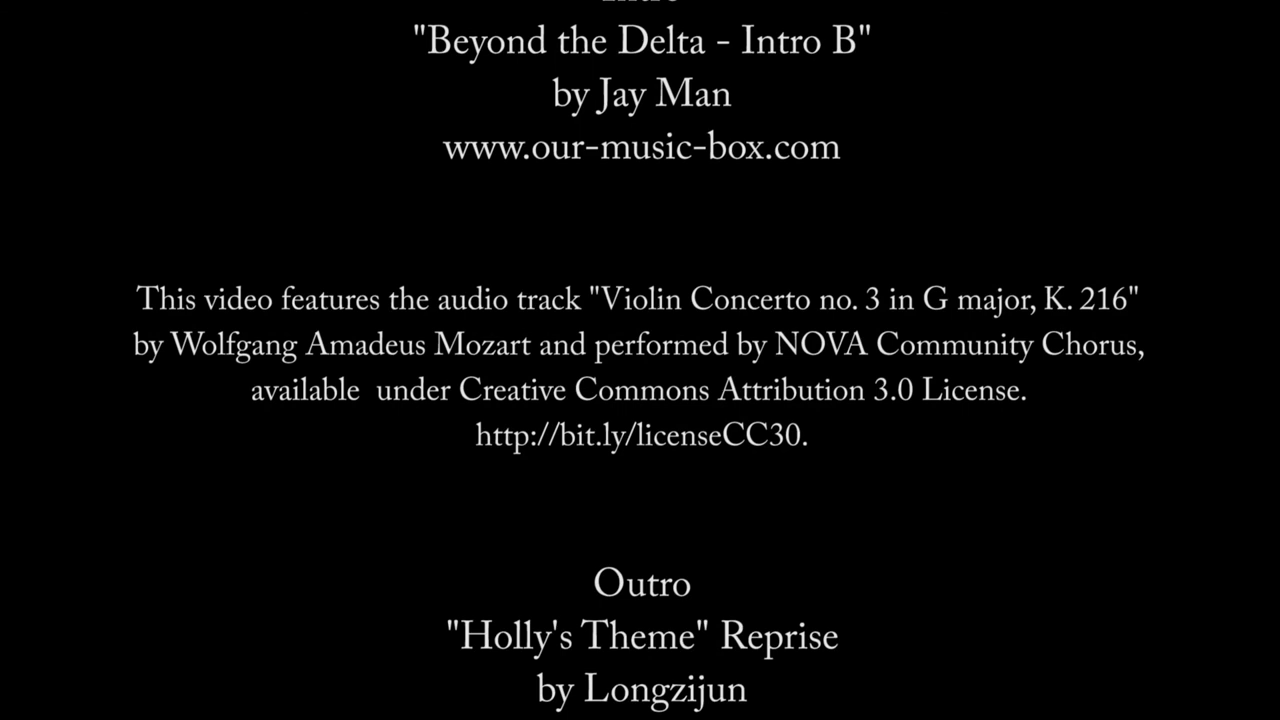 "Beyond the Delta - Intro B"
by Jay Man
www.our-music-box.com
This video features the audio track "Violin Concerto no. 3 in G major, K. 216"
by Wolfgang Amadeus Mozart and performed by NOVA Community Chorus,
available  under Creative Commons Attribution 3.0 License.
http://bit.ly/licenseCC30.
Outro
"Holly's Theme" Reprise
by Longzijun